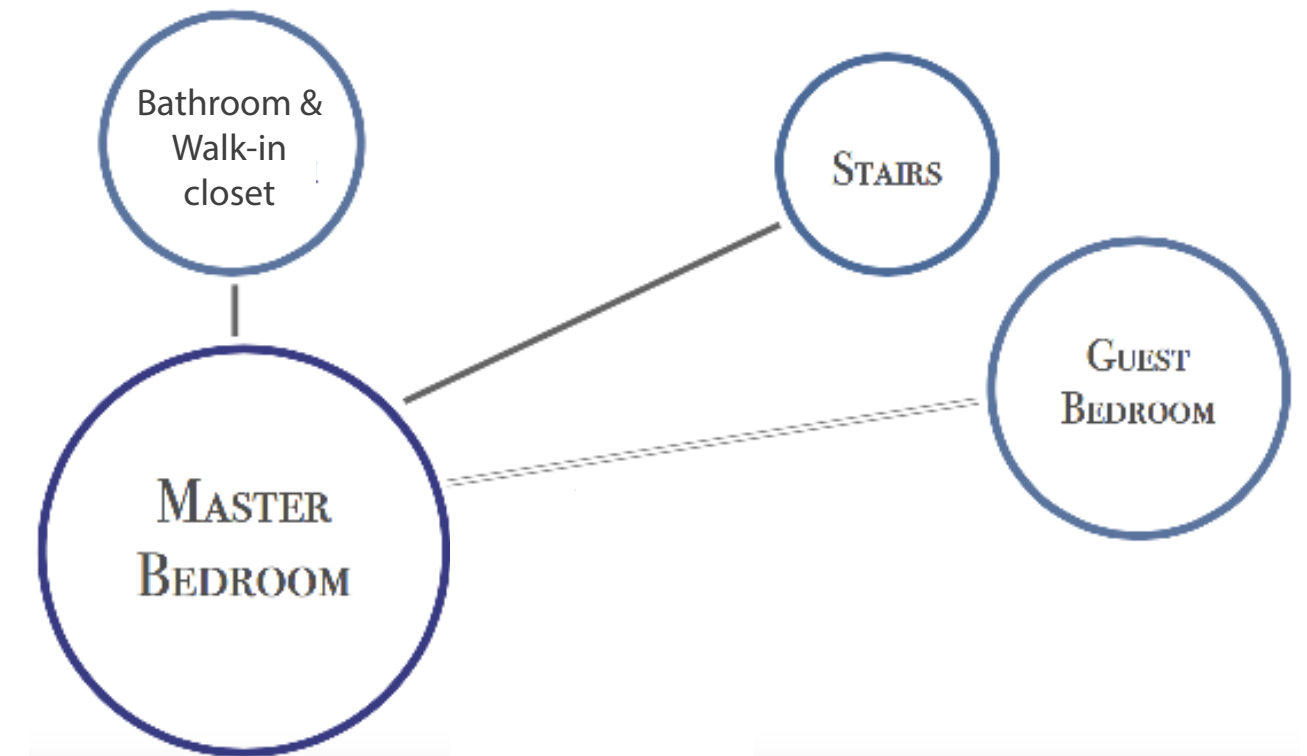 Bathroom &
Walk-in
closet
Stairs
Guest
Bedroom
Master
Bedroom